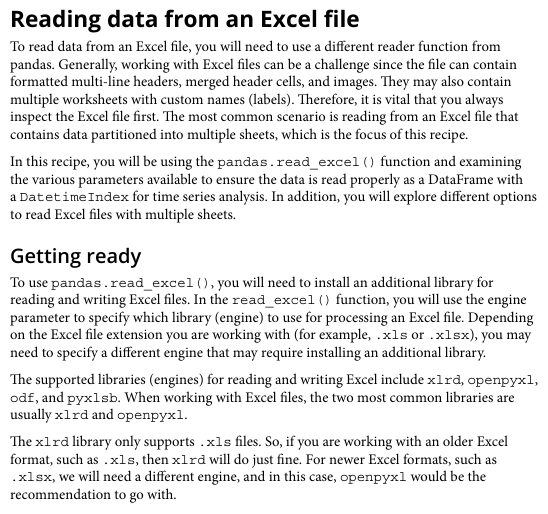 Reading data from an Excel file
To read data from an Excel file, you will need to use a different reader function from
pandas. Generally, working with Excel files can be a challenge since the file can contain
formatted multi-line headers, merged header cells, and images. They may also contain
multiple worksheets with custom names (labels). Therefore, it is vital that you always
inspect the Excel file first. The most common scenario is reading from an Excel file that
contains data partitioned into multiple sheets, which is the focus of this recipe.
In this recipe, you will be using the pandas.read_excel() function and examining
the various parameters available to ensure the data is read properly as a DataFrame with
a DatetimeIndex for time series analysis. In addition, you will explore different options
to read Excel files with multiple sheets.
Getting ready
To use pandas.read_excel(), you will need to install an additional library for
reading and writing Excel files. In the read_excel() function, you will use the engine
parameter to specify which library (engine) to use for processing an Excel file. Depending
on the Excel file extension you are working with (for example, .xls or .xlsx), you may
need to specify a different engine that may require installing an additional library.
The supported libraries (engines) for reading and writing Excel include xlrd, openpyxl,
odf, and pyxlsb. When working with Excel files, the two most common libraries are
usually xlrd and openpyxl.
The xlrd library only supports .xls files. So, if you are working with an older Excel
format, such as .xls, then xlrd will do just fine. For newer Excel formats, such as
.xlsx, we will need a different engine, and in this case, openpyxl would be the
recommendation to go with.